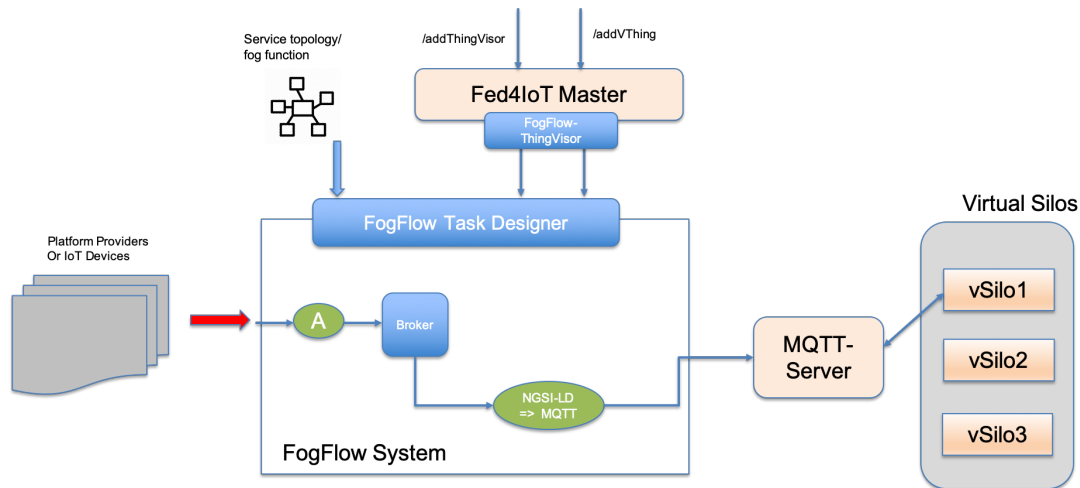 Service topology/
fog function
/addThingVisor
/addVThing
Fed4IoT Master
FogFlow-
ThingVisor
FogFlow Task Designer
Virtual Silos
Platform Providers
Or IoT Devices
A
Broker
vSilo1
MQTT-
Server
vSilo2
NGSI-LD
=> MQTT
vSilo3
FogFlow System